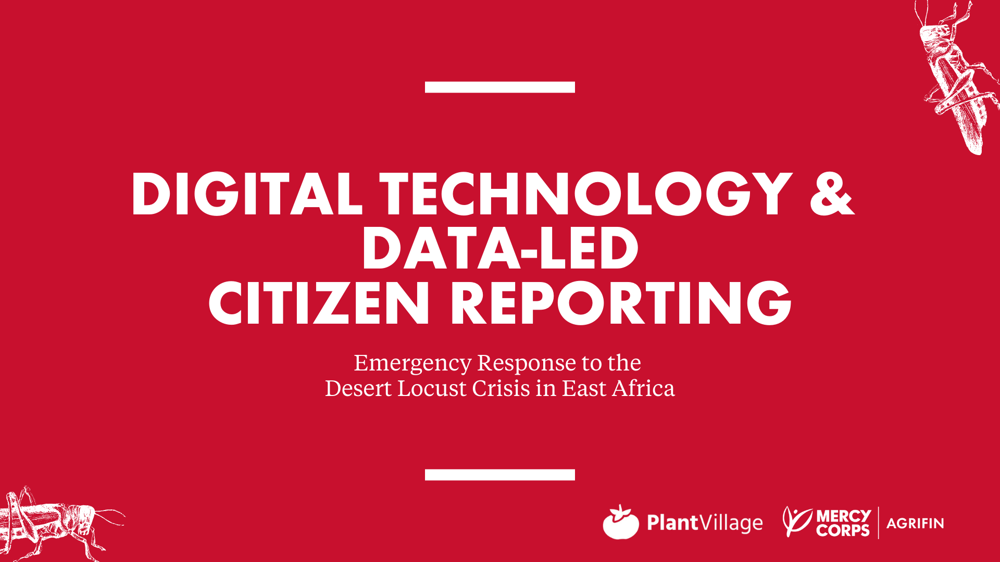 DIGITAL TECHNOLOGY &
DATA-LED
CITIZEN REPORTING
Emergency Response to the
Desert Locust Crisis in East Africa
PlantVillage
MERCY
CORPS
AGRIFIN